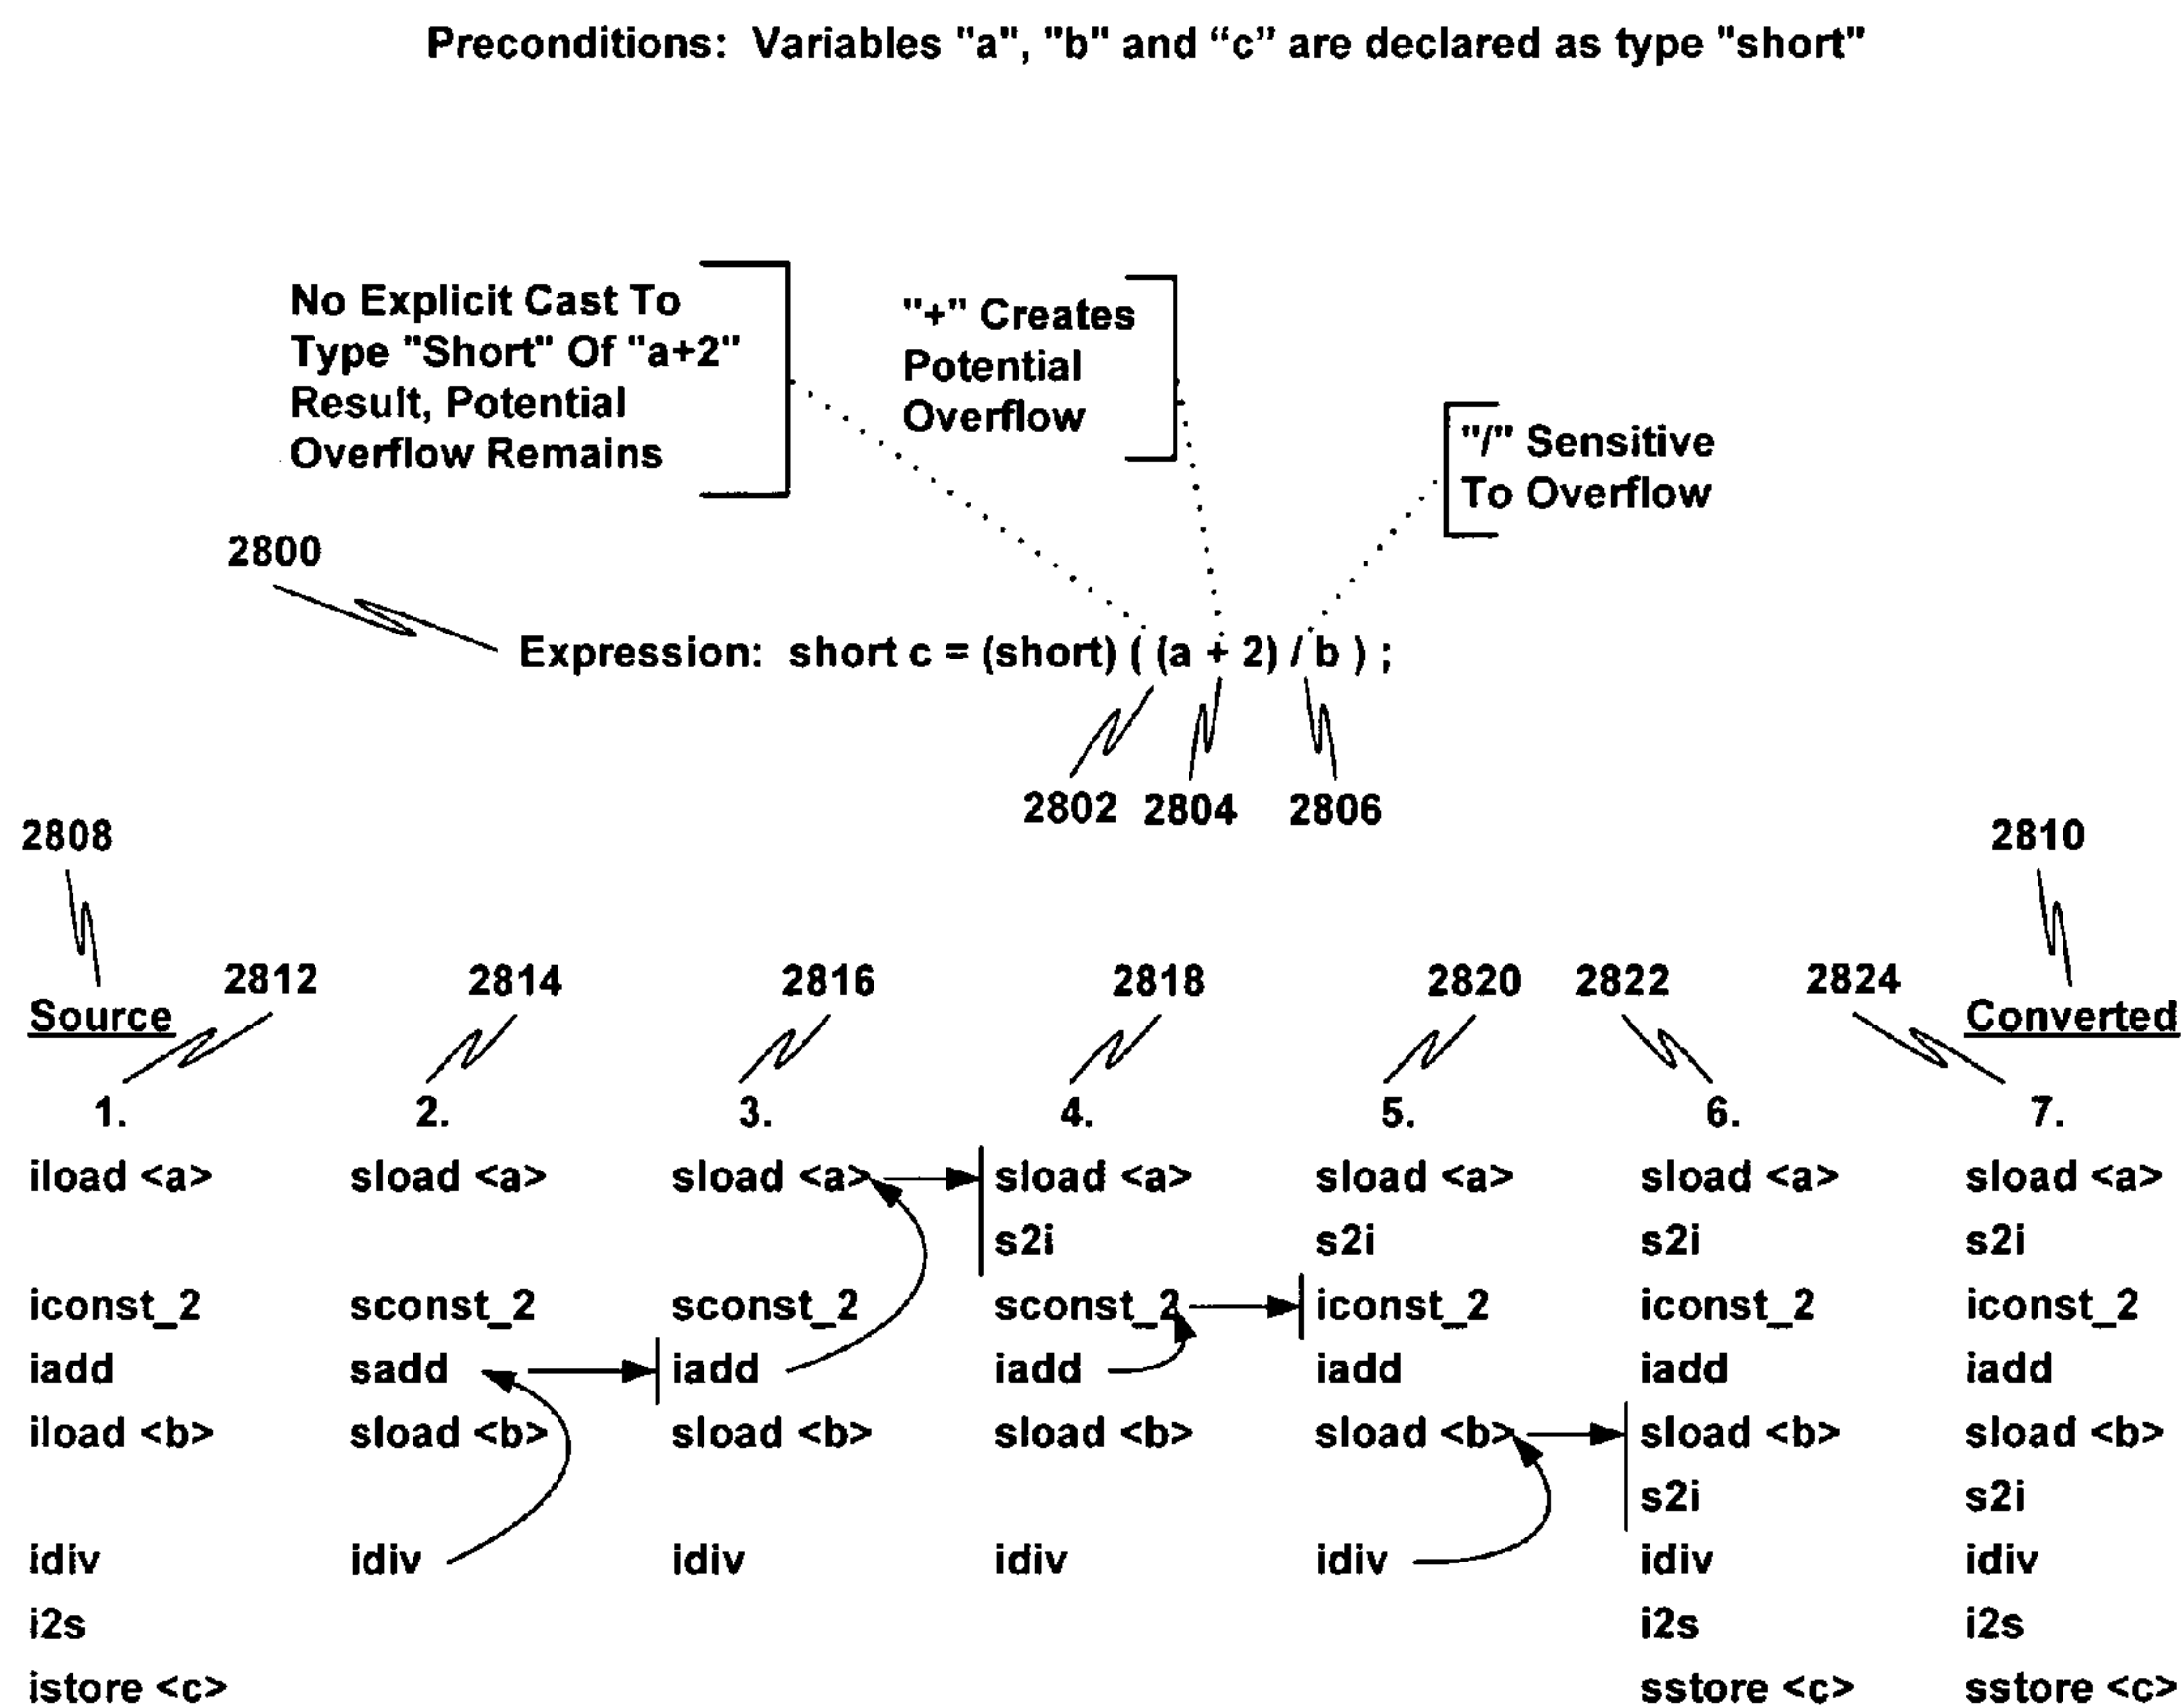 Preconditions: Variables "a", "b" and “c” are declared as type "short"
No Explicit Cast To
Type "Short" Of "a+2"
Result, Potential
Overflow Remains
"+" Creates
Potential
Overflow
"/" Sensitive
To Overflow
2800
Expression: short c = (short) ( (a + 2) / b ) ;
2802 2804 2806
2808 2810
2812 2814 2816 2818 2820 2822 2824
Source Converted
1. 2. 3. 4. 5. 6. 7.
iload <a> sload <a> sload <a> sload <a> sload <a> sload <a> sload <a>
s2i s2i s2i s2i
iconst_2 sconst_2 sconst_2 sconst_2 iconst_2 iconst_2 iconst_2
iadd sadd iadd iadd iadd iadd iadd
iload <b> sload <b> sload <b> sload <b> sload <b> sload <b> sload <b>
s2i s2i
idiv idiv idiv idiv idiv idiv idiv
i2s i2s i2s
istore <c> sstore <c> sstore <c>